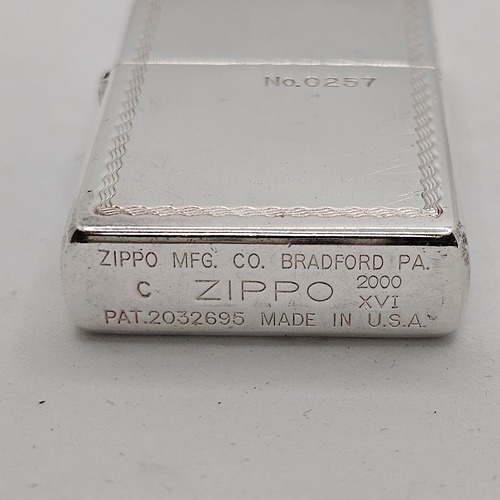 No.0257
ZIPPO MFG. CO. BRADFORD PA.
C ZIPPO 2000
XVI
PAT.2032695 MADE IN U.S.A.